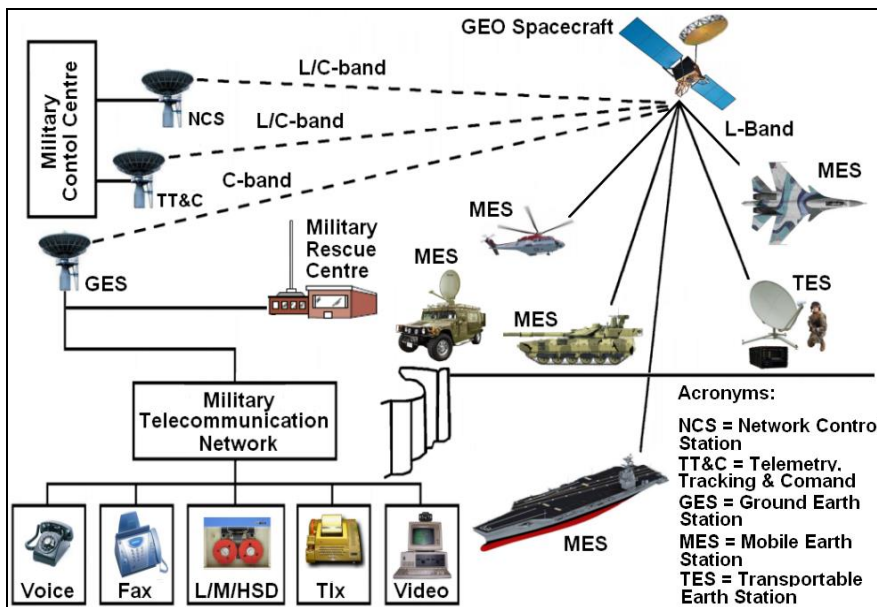 GEO Spacecraft
L/C-band
L/C-band
C-band
L-Band
Military
Contol Centre
NCS
TT&C
GES
Military
Rescue
Centre
MES
MES
MES
MES
TES
MES
Military
Telecommunication
Network
Voice
Fax
L/M/HSD
Tlx
Video
Acronyms:
NCS = Network Contro
Station
TT&C = Telemetry,
Tracking & Comand
GES = Ground Earth
Station
MES = Mobile Earth
Station
TES = Transportable
Earth Station